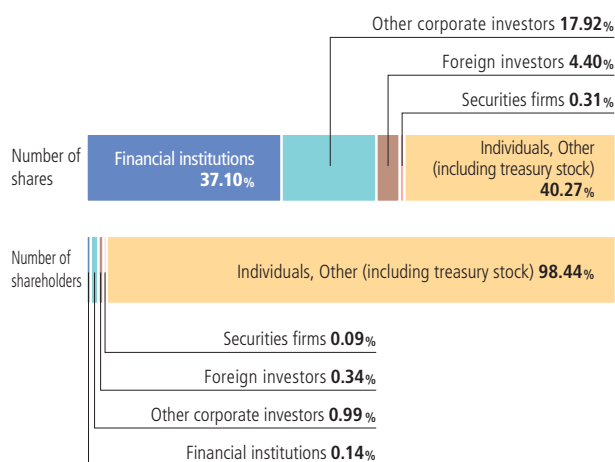 Other corporate investors 17.92%
Foreign investors 4.40%
Securities firms 0.31%
Number of
shares
Financial institutions
37.10%
Individuals, Other
(including treasury stock)
40.27%
Number of
shareholders
Individuals, Other (including treasury stock) 98.44%
Securities firms 0.09%
Foreign investors 0.34%
Other corporate investors 0.99%
Financial institutions 0.14%